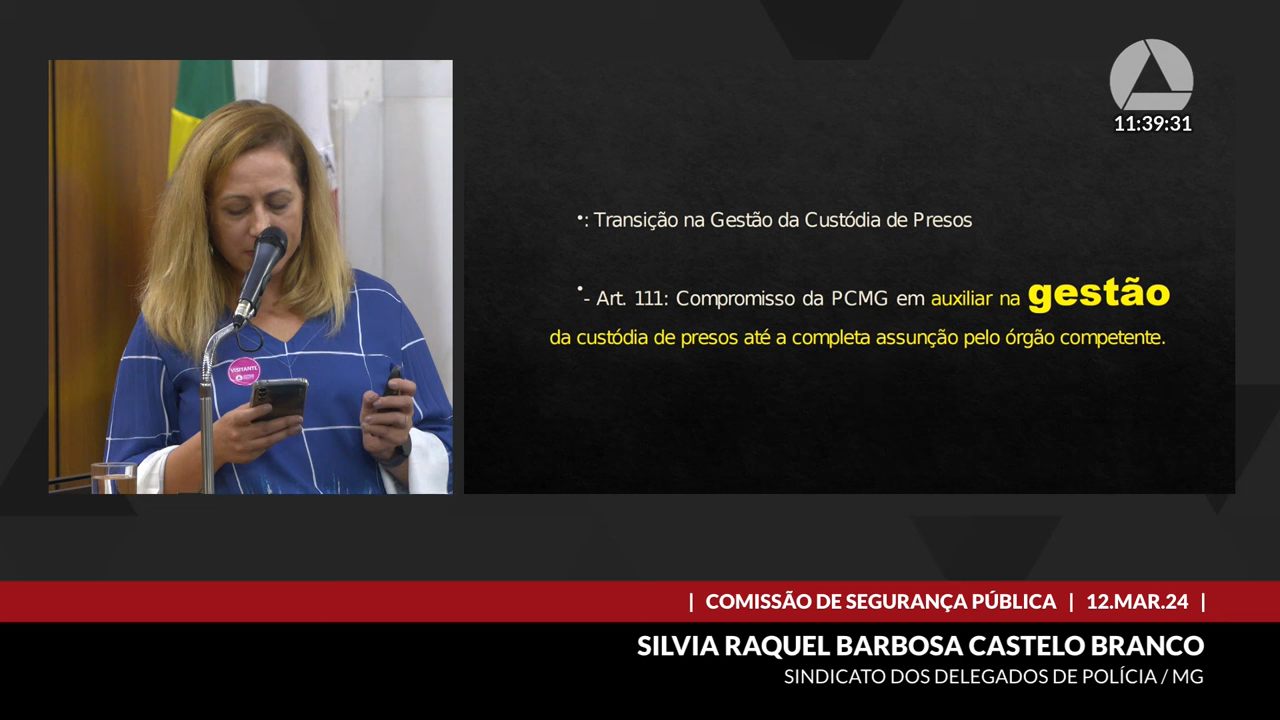 11:39:31
•: Transição na Gestão da Custódia de Presos
•- Art. 111: Compromisso da PCMG em auxiliar na gestão
da custódia de presos até a completa assunção pelo órgão competente.
VISITANTE
| COMISSÃO DE SEGURANÇA PÚBLICA | 12.MAR.24 |
SILVIA RAQUEL BARBOSA CASTELO BRANCO
SINDICATO DOS DELEGADOS DE POLÍCIA / MG